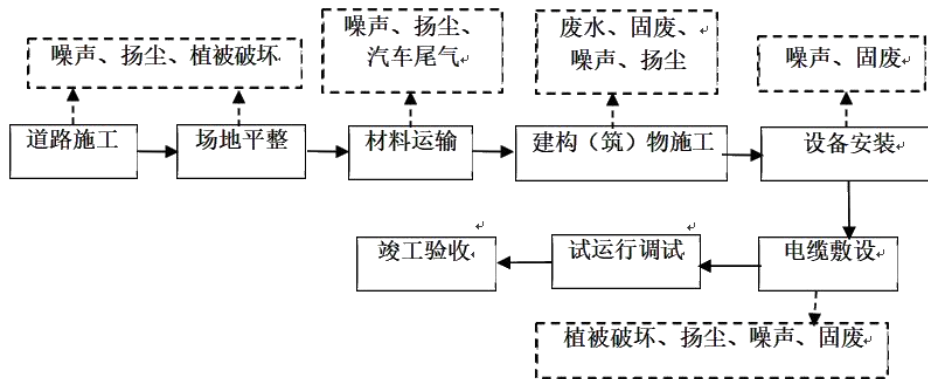 噪声、扬尘、植被破坏
噪声、扬尘、
汽车尾气
废水、固废、
噪声、扬尘
噪声、固废
道路施工
场地平整
材料运输
建构（筑）物施工
设备安装
竣工验收
试运行调试
电缆敷设
植被破坏、扬尘、噪声、固废